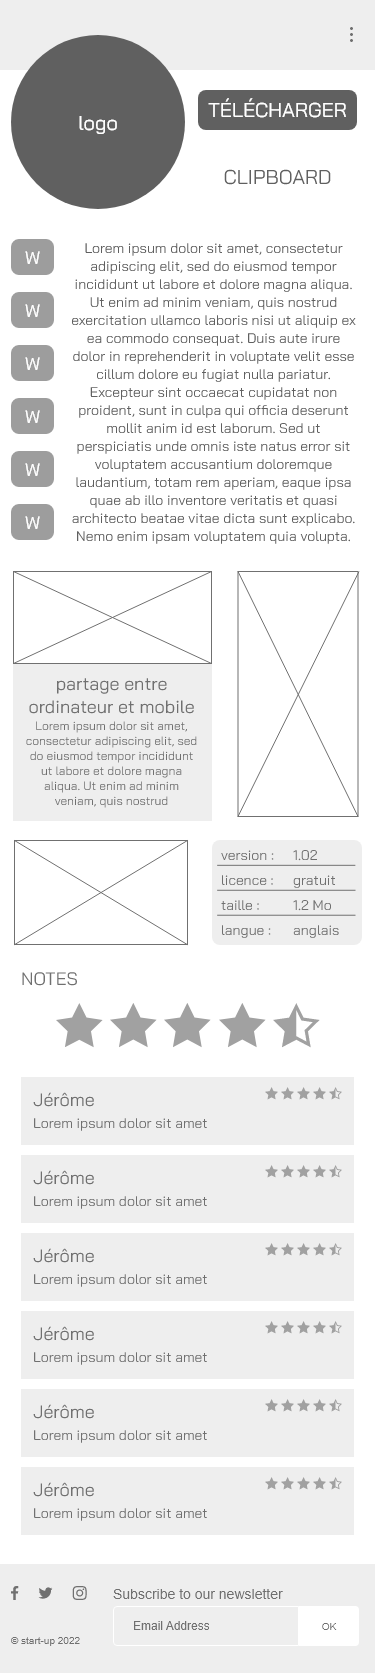 logo
TÉLÉCHARGER
CLIPBOARD
W
W
W
W
W
W
Lorem ipsum dolor sit amet, consectetur
adipiscing elit, sed do eiusmod tempor
incididunt ut labore et dolore magna aliqua.
Ut enim ad minim veniam, quis nostrud
exercitation ullamco laboris nisi ut aliquip ex
ea commodo consequat. Duis aute irure
dolor in reprehenderit in voluptate velit esse
cillum dolore eu fugiat nulla pariatur.
Excepteur sint occaecat cupidatat non
proident, sunt in culpa qui officia deserunt
mollit anim id est laborum. Sed ut
perspiciatis unde omnis iste natus error sit
voluptatem accusantium doloremque
laudantium, totam rem aperiam, eaque ipsa
quae ab illo inventore veritatis et quasi
architecto beatae vitae dicta sunt explicabo.
Nemo enim ipsam voluptatem quia volupta.
partage entre
ordinateur et mobile
Lorem ipsum dolor sit amet,
consectetur adipiscing elit, sed
do eiusmod tempor incididunt
ut labore et dolore magna
aliqua. Ut enim ad minim
veniam, quis nostrud
version : 1.02
licence : gratuit
taille : 1.2 Mo
langue : anglais
NOTES
Jérôme
Lorem ipsum dolor sit amet
Jérôme
Lorem ipsum dolor sit amet
Jérôme
Lorem ipsum dolor sit amet
Jérôme
Lorem ipsum dolor sit amet
Jérôme
Lorem ipsum dolor sit amet
Jérôme
Lorem ipsum dolor sit amet
Subscribe to our newsletter
Email Address OK
© start-up 2022